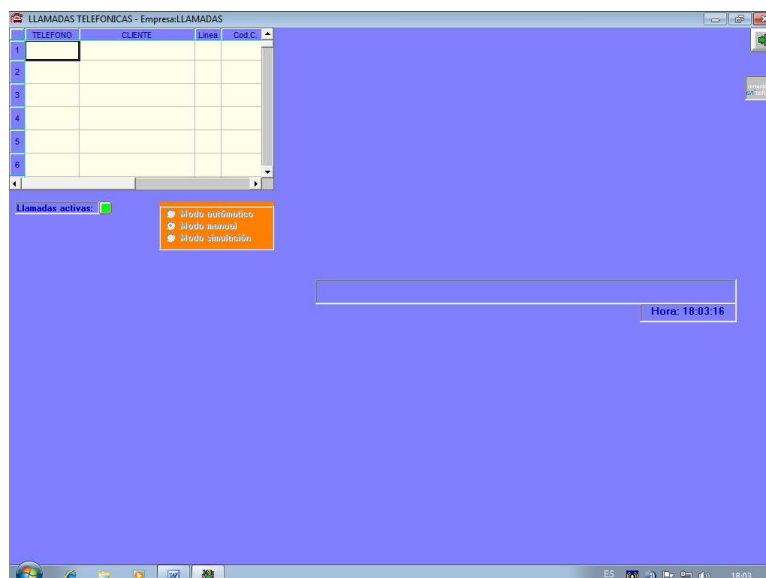 LLAMADAS TELEFONICAS - Empresa:LLAMADAS
TELEFONO CLIENTE Linea Cod.C.
1
2
3
4
5
6
Llamadas activas:
Modo autómatico
Modo manual
Modo simulación
Hora: 18:03:16
ES 18:03